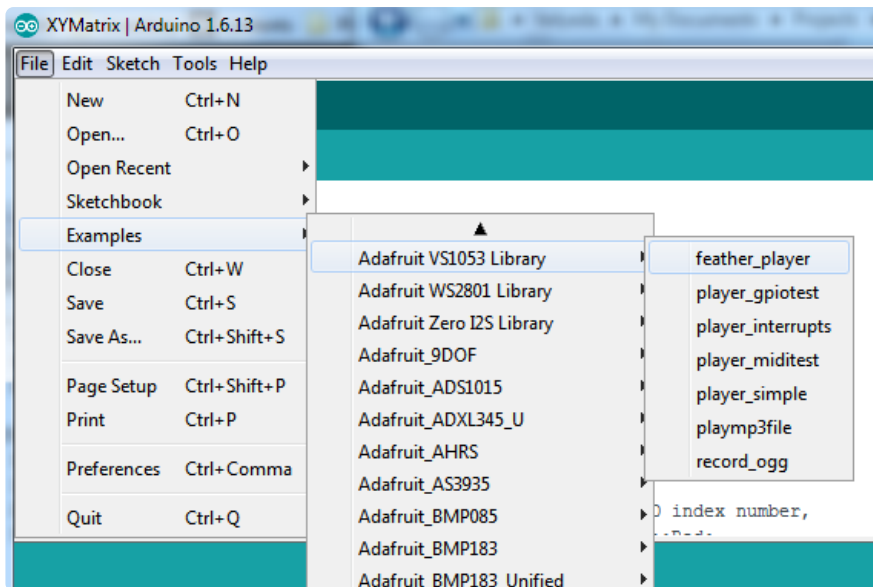 XYMatrix | Arduino 1.6.13
File Edit Sketch Tools Help
New Ctrl+N
Open... Ctrl+O
Open Recent
Sketchbook
Examples
Close Ctrl+W
Save Ctrl+S
Save As... Ctrl+Shift+S
Page Setup Ctrl+Shift+P
Print Ctrl+P
Preferences Ctrl+Comma
Quit Ctrl+Q
Adafruit VS1053 Library
Adafruit WS2801 Library
Adafruit Zero I2S Library
Adafruit_9DOF
Adafruit_ADS1015
Adafruit_ADXL345_U
Adafruit_AHRS
Adafruit_AS3935
Adafruit_BMP085
Adafruit_BMP183
Adafruit_BMP183_Unified
feather_player
player_gpiotest
player_interrupts
player_miditest
player_simple
playmp3file
record_ogg
index number,